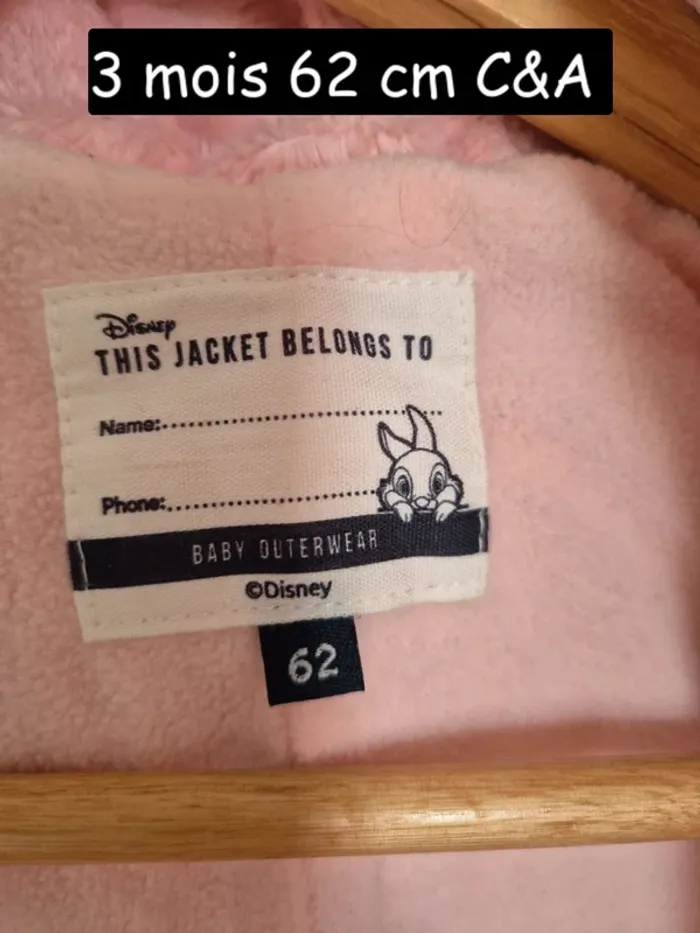 3 mois 62 cm C&A
Disney
THIS JACKET BELONGS TO
Name:
Phone:
BABY OUTERWEAR
©Disney
62